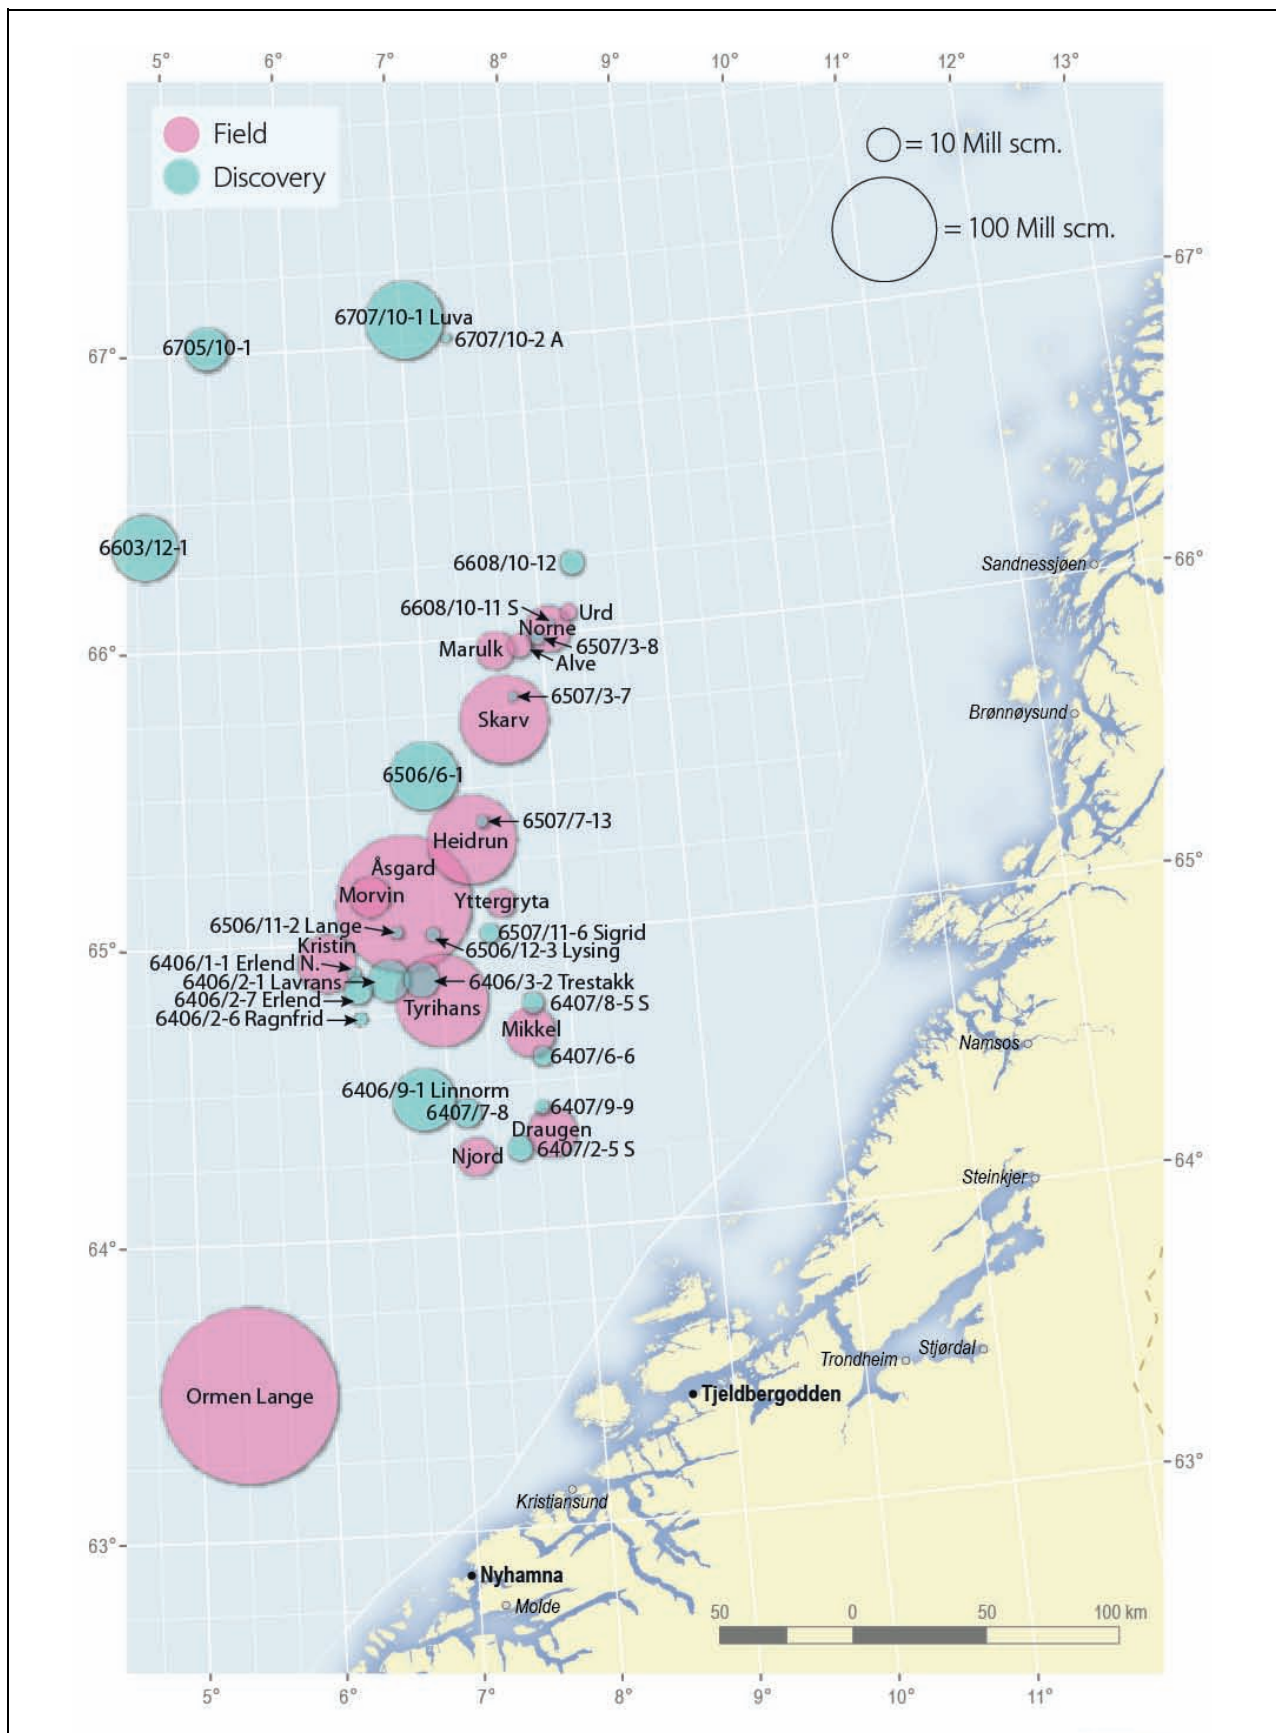 5° 6° 7° 8° 9° 10° 11° 12° 13°
Field
Discovery
= 10 Mill scm.
= 100 Mill scm.
67°
6707/10-1 Luva
6707/10-2 A
6705/10-1
67°
6603/12-1
6608/10-12
66°
Sandnessjøen
6608/10-11 S
Urd
Norne
6507/3-8
Marulk
Alve
66°
6507/3-7
Skarv
Brønnøysund
6506/6-1
6507/7-13
Heidrun
65°
Åsgard
Morvin
Yttergryta
6506/11-2 Lange
6507/11-6 Sigrid
Kristin
6506/12-3 Lysing
65°
6406/1-1 Erlend N.
6406/2-1 Lavrans
6406/3-2 Trestakk
6406/2-7 Erlend
6407/8-5 S
Tyrihans
6406/2-6 Ragnfrid
Mikkel
Namsos
6407/6-6
6406/9-1 Linnorm
6407/7-8
6407/9-9
Draugen
6407/2-5 S
Njord
64°
Steinkjer
64°
Stjørdal
Trondheim
Ormen Lange
Tjeldbergodden
63°
Kristiansund
63°
Nyhamna
Molde
50 0 50 100 km
5° 6° 7° 8° 9° 10° 11°